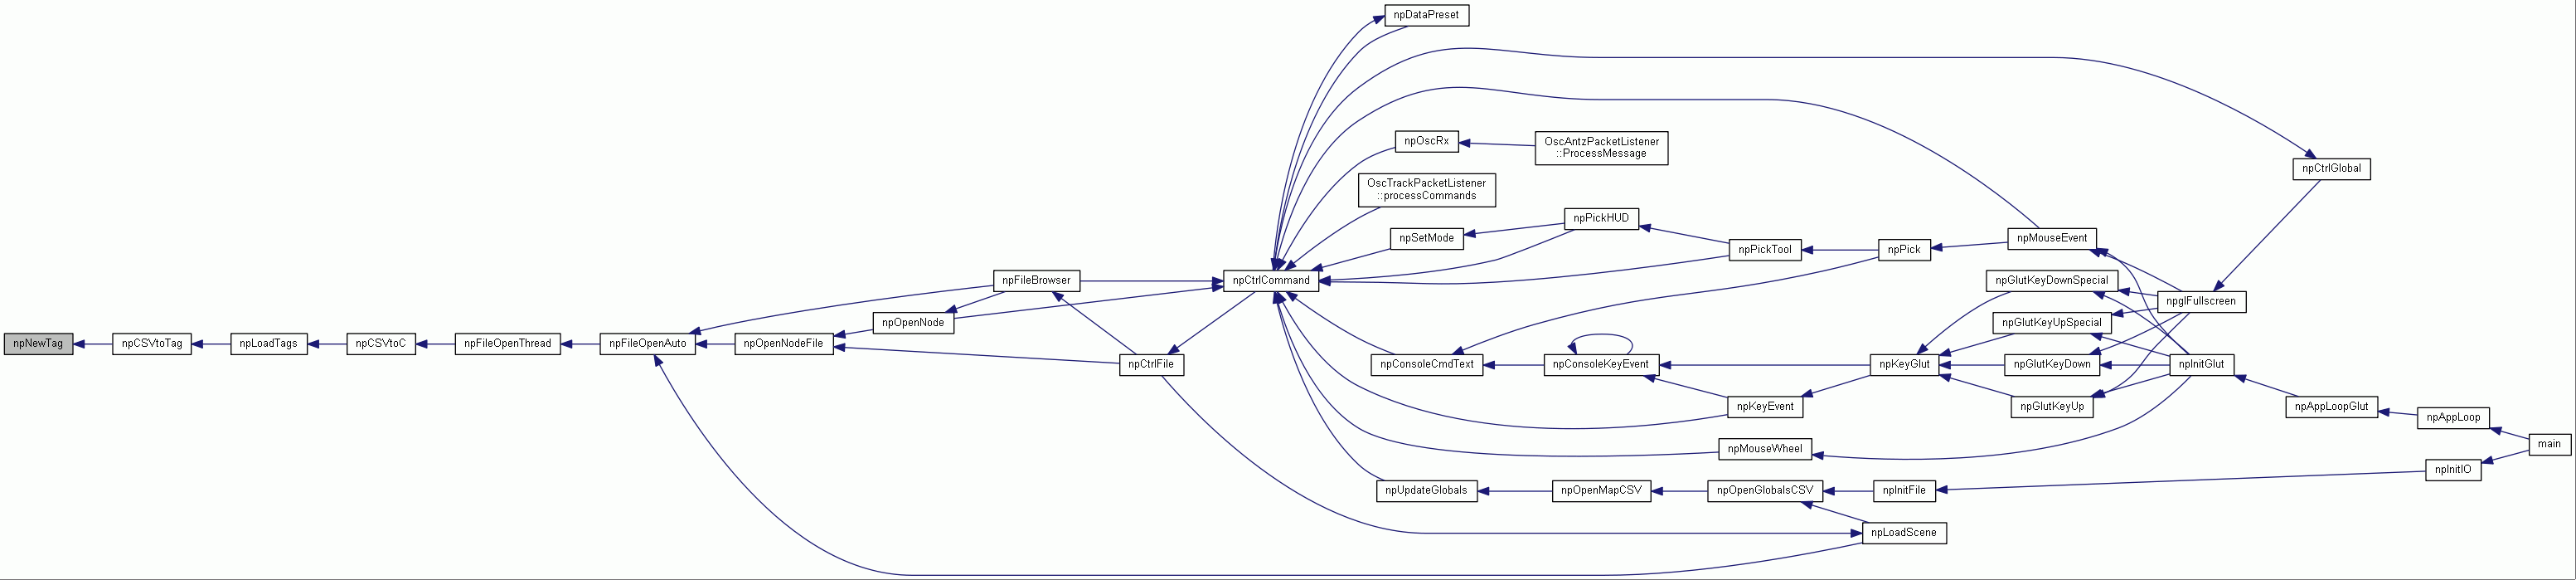 npNewTag
npCSVtoTag
npLoadTags
npCSVtoC
npFileOpenThread
npFileOpenAuto
npOpenNodeFile
npOpenNode
npFileBrowser
npCtrlFile
npCtrlCommand
npDataPreset
npOscRx
OscAntzPacketListener
::ProcessMessage
OscTrackPacketListener
::processCommands
npSetMode
npPickHUD
npPickTool
npPick
npMouseEvent
npCtrlGlobal
npConsoleCmdText
npConsoleKeyEvent
npKeyEvent
npKeyGlut
npGlutKeyDownSpecial
npGlutKeyUpSpecial
npGlutKeyDown
npGlutKeyUp
npglFullscreen
npInitGlut
npAppLoopGlut
npAppLoop
main
npInitIO
npMouseWheel
npUpdateGlobals
npOpenMapCSV
npOpenGlobalsCSV
npInitFile
npLoadScene